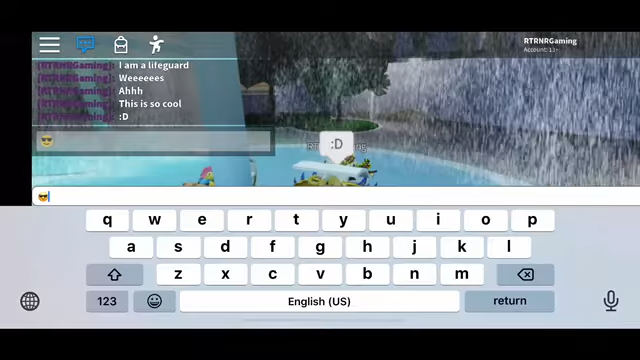 RTRNRGaming
Account: 13+
[RTRNRGaming]: I am a lifeguard
[RTRNRGaming]: Weeeeees
[RTRNRGaming]: Ahhh
[RTRNRGaming]: This is so cool
[RTRNRGaming]: :D
😎
:D
😎
q w e r t y u i o p
a s d f g h j k l
z x c v b n m
123 English (US) return